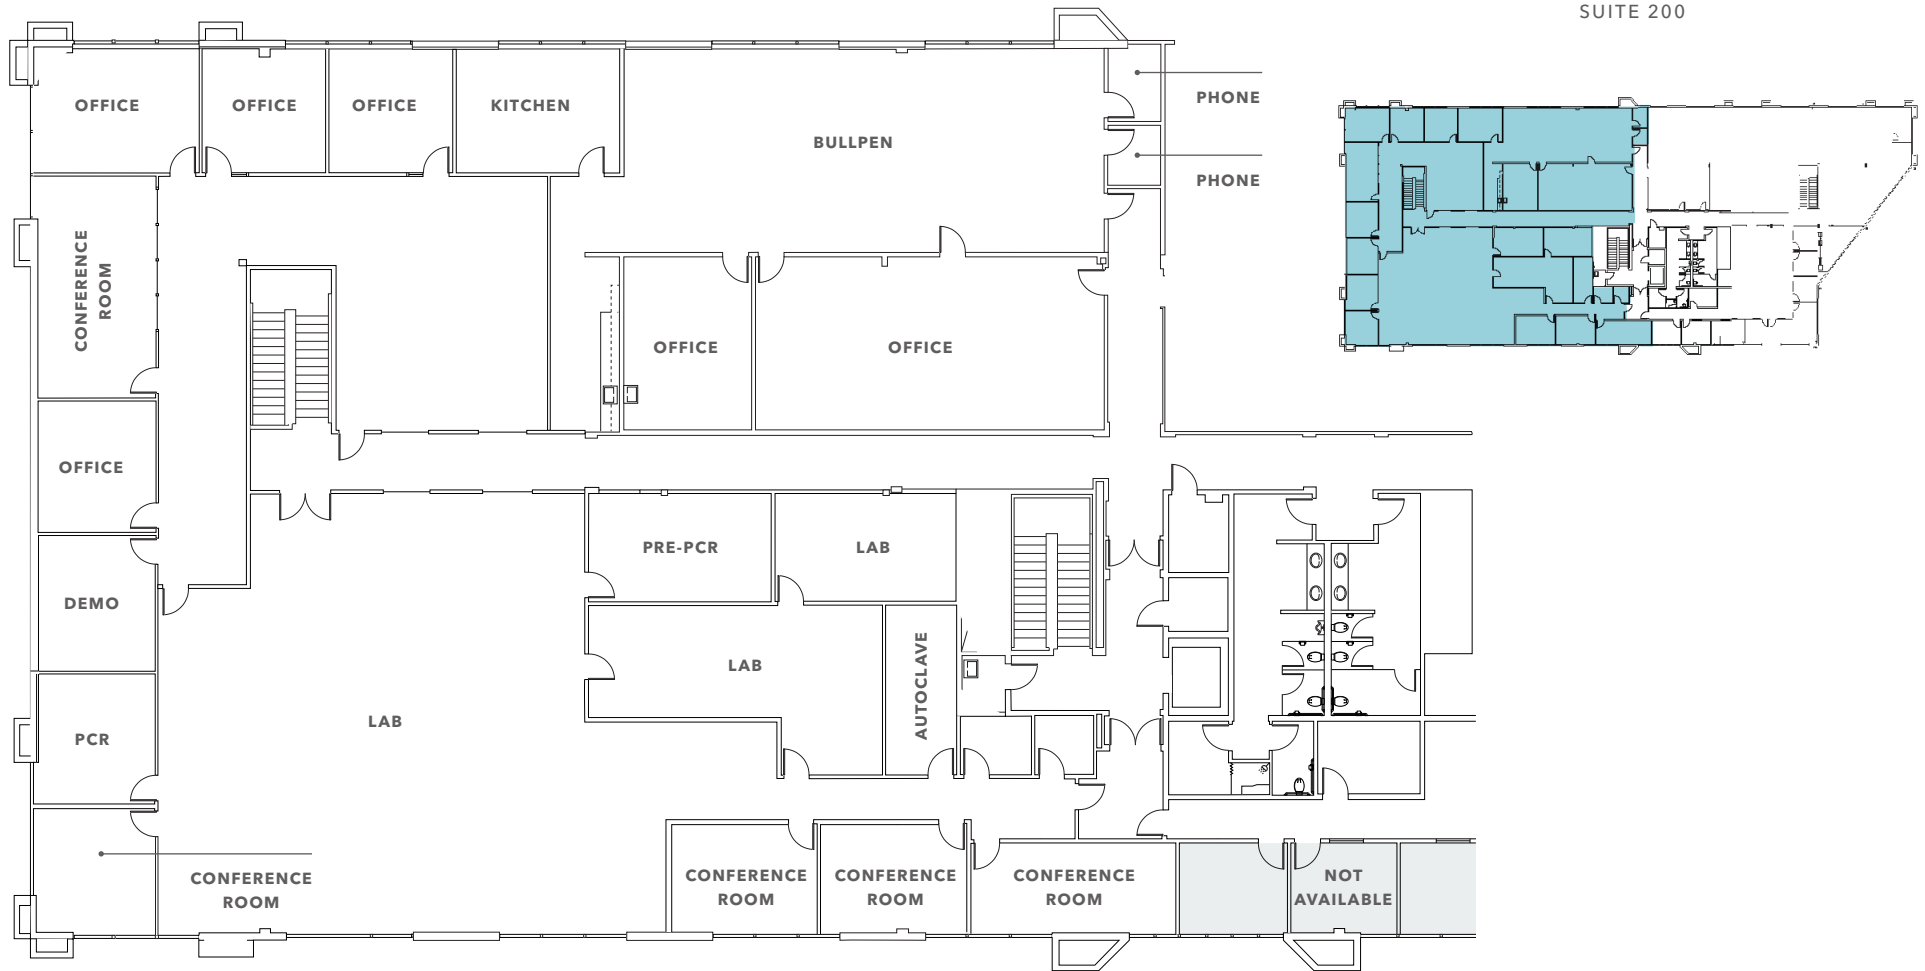 SUITE 200
OFFICE
OFFICE
OFFICE
KITCHEN
BULLPEN
PHONE
PHONE
CONFERENCE
ROOM
OFFICE
OFFICE
OFFICE
PRE-PCR
LAB
DEMO
LAB
AUTOCLAVE
LAB
PCR
CONFERENCE
ROOM
CONFERENCE
ROOM
CONFERENCE
ROOM
CONFERENCE
ROOM
NOT
AVAILABLE